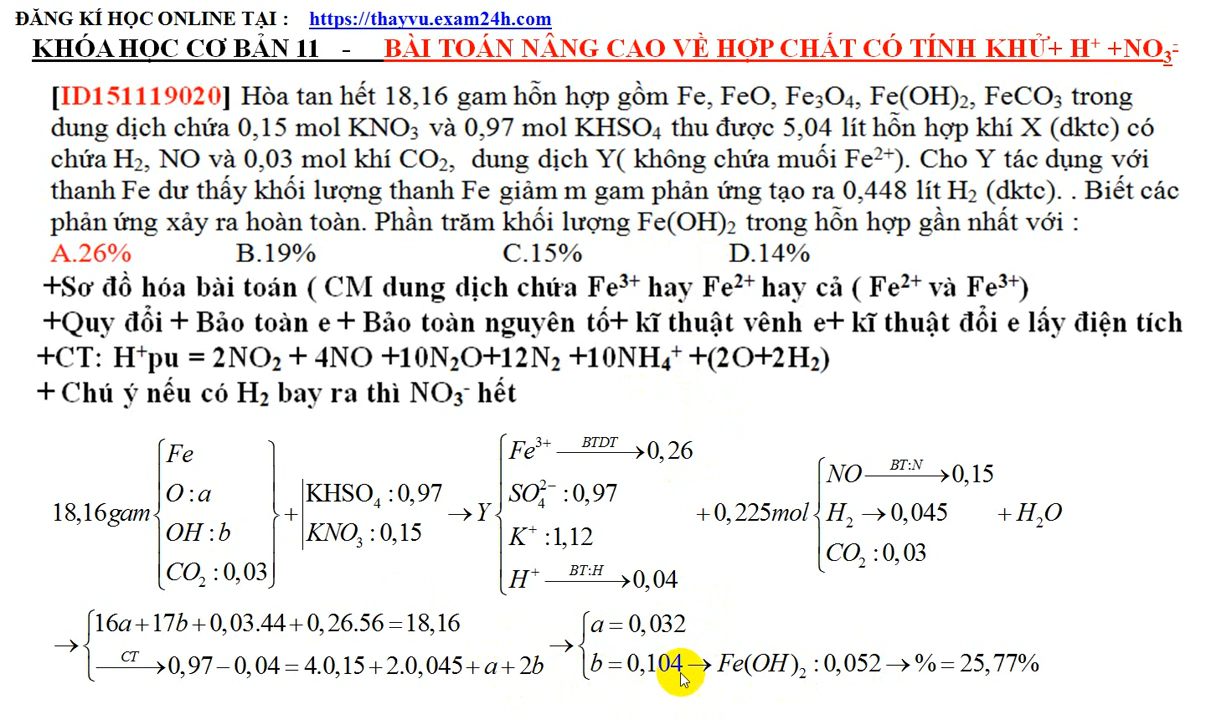 ĐĂNG KÍ HỌC ONLINE TẠI : https://thayvu.exam24h.com
KHÓA HỌC CƠ BẢN 11 - BÀI TOÁN NÂNG CAO VỀ HỢP CHẤT CÓ TÍNH KHỬ+ H⁺ +NO₃⁻
[ID151119020] Hòa tan hết 18,16 gam hỗn hợp gồm Fe, FeO, Fe₃O₄, Fe(OH)₂, FeCO₃ trong
dung dịch chứa 0,15 mol KNO₃ và 0,97 mol KHSO₄ thu được 5,04 lít hỗn hợp khí X (dktc) có
chứa H₂, NO và 0,03 mol khí CO₂, dung dịch Y( không chứa muối Fe²⁺). Cho Y tác dụng với
thanh Fe dư thấy khối lượng thanh Fe giảm m gam phản ứng tạo ra 0,448 lít H₂ (dktc). . Biết các
phản ứng xảy ra hoàn toàn. Phần trăm khối lượng Fe(OH)₂ trong hỗn hợp gần nhất với :
A.26% B.19% C.15% D.14%
+Sơ đồ hóa bài toán ( CM dung dịch chứa Fe³⁺ hay Fe²⁺ hay cả ( Fe²⁺ và Fe³⁺)
+Quy đổi + Bảo toàn e + Bảo toàn nguyên tố+ kĩ thuật vênh e+ kĩ thuật đổi e lấy điện tích
+CT: H⁺pu = 2NO₂ + 4NO +10N₂O+12N₂ +10NH₄⁺ +(2O+2H₂)
+ Chú ý nếu có H₂ bay ra thì NO₃⁻ hết
18,16gam { Fe O : a OH : b CO₂ : 0,03 } + | KHSO₄ : 0,97 KNO₃ : 0,15 → Y { Fe³⁺ —BTDT→ 0,26 SO₄²⁻ : 0,97 K⁺ : 1,12 H⁺ —BT:H→ 0,04 + 0,225mol { NO —BT:N→ 0,15 H₂ → 0,045 CO₂ : 0,03 + H₂O
→ { 16a+17b+0,03.44+0,26.56=18,16 —CT→ 0,97−0,04=4.0,15+2.0,045+a+2b → { a=0,032 b=0,104 → Fe(OH)₂ : 0,052 → %=25,77%